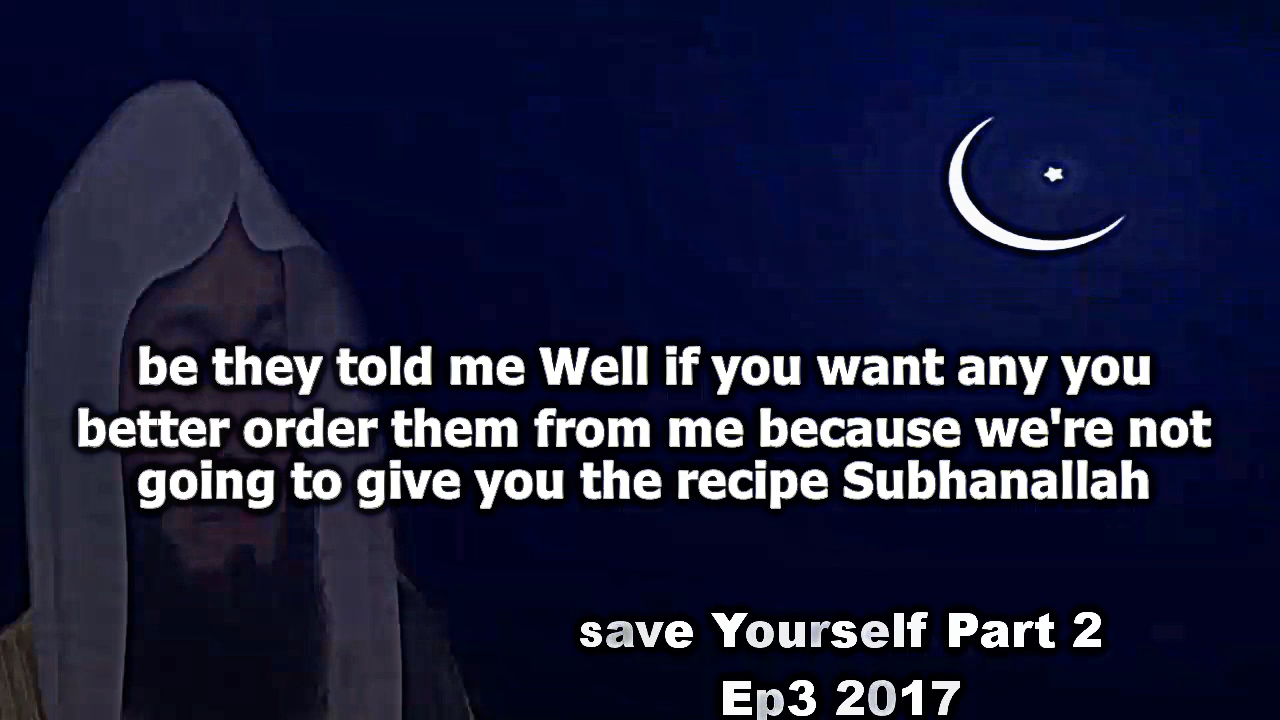 be they told me Well if you want any you
better order them from me because we're not
going to give you the recipe Subhanallah
save Yourself Part 2
Ep3 2017